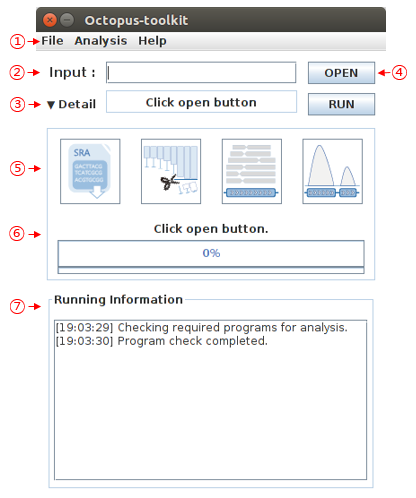 Octopus-toolkit
① File Analysis Help
② Input : OPEN ④
③ ▼ Detail Click open button RUN
⑤
SRA
GACTTACG
TCATCGCG
ACGTGCCG
⑥
Click open button.
0%
⑦ Running Information
[19:03:29] Checking required programs for analysis.
[19:03:30] Program check completed.